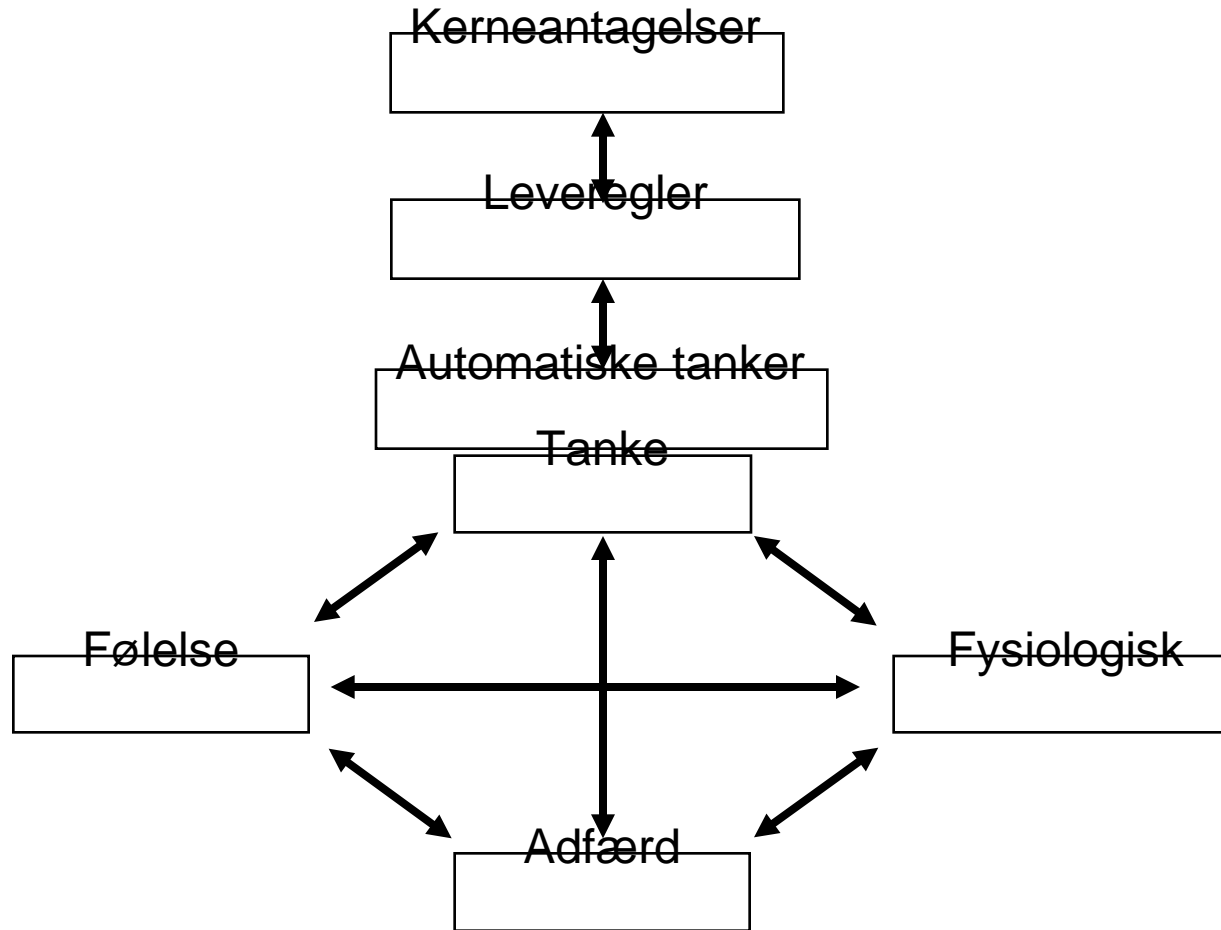 Kerneantagelser
Leveregler
Automatiske tanker
Tanke
Følelse
Fysiologisk
Adfærd